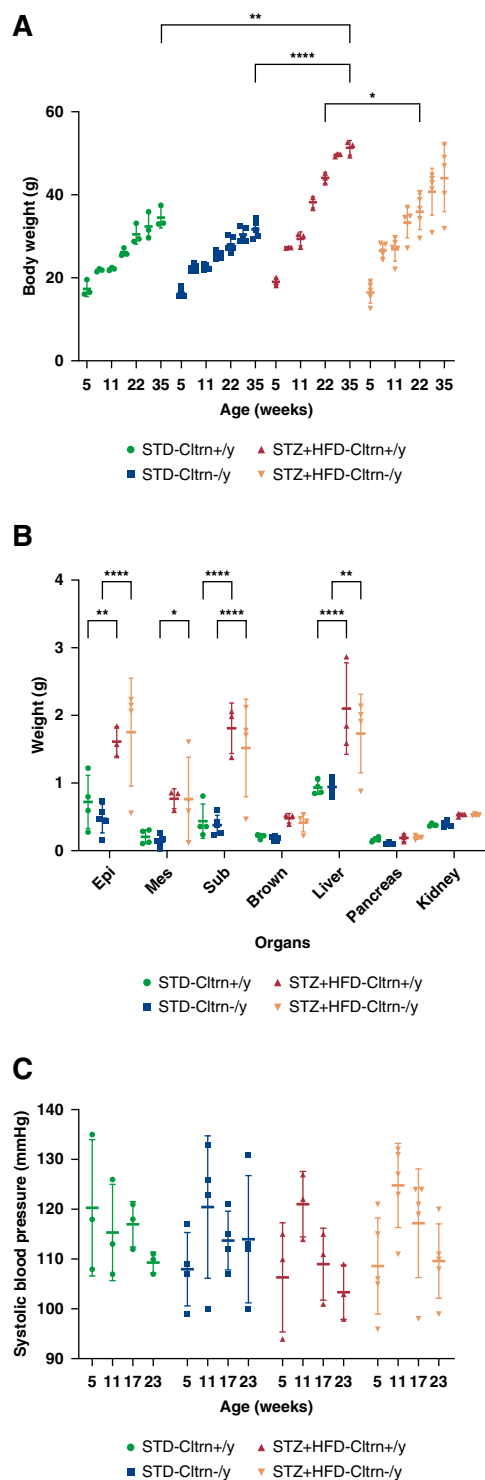 A
**
****
*
60
40
20
0
Body weight (g)
5 11 22 35 5 11 22 35 5 11 22 35 5 11 22 35
Age (weeks)
STD-Cltrn+/y STZ+HFD-Cltrn+/y
STD-Cltrn-/y STZ+HFD-Cltrn-/y
B
4
3
2
1
0
Weight (g)
**** **** **
** * **** ****
Epi Mes Sub Brown Liver Pancreas Kidney
Organs
STD-Cltrn+/y STZ+HFD-Cltrn+/y
STD-Cltrn-/y STZ+HFD-Cltrn-/y
C
140
130
120
110
100
90
Systolic blood pressure (mmHg)
5 11 17 23 5 11 17 23 5 11 17 23 5 11 17 23
Age (weeks)
STD-Cltrn+/y STZ+HFD-Cltrn+/y
STD-Cltrn-/y STZ+HFD-Cltrn-/y